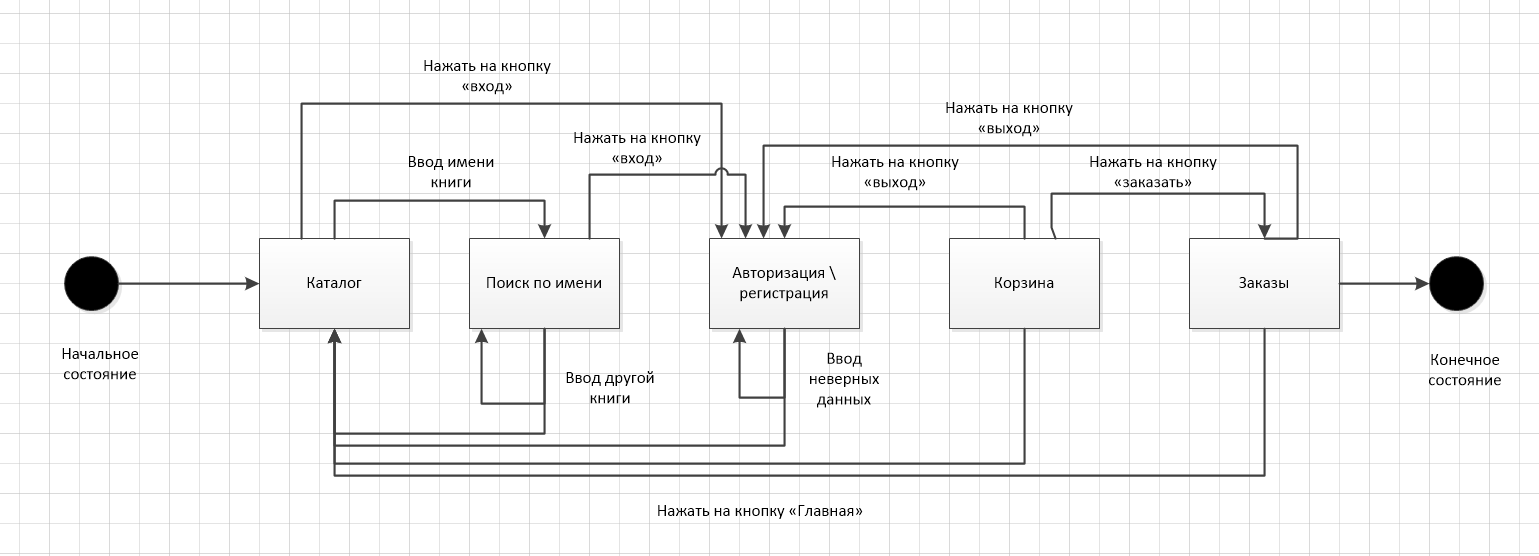 Нажать на кнопку
«вход»
Нажать на кнопку
«выход»
Нажать на кнопку
«вход»
Ввод имени
книги
Нажать на кнопку
«выход»
Нажать на кнопку
«заказать»
Каталог
Поиск по имени
Авторизация \
регистрация
Корзина
Заказы
Начальное
состояние
Ввод другой
книги
Ввод
неверных
данных
Конечное
состояние
Нажать на кнопку «Главная»